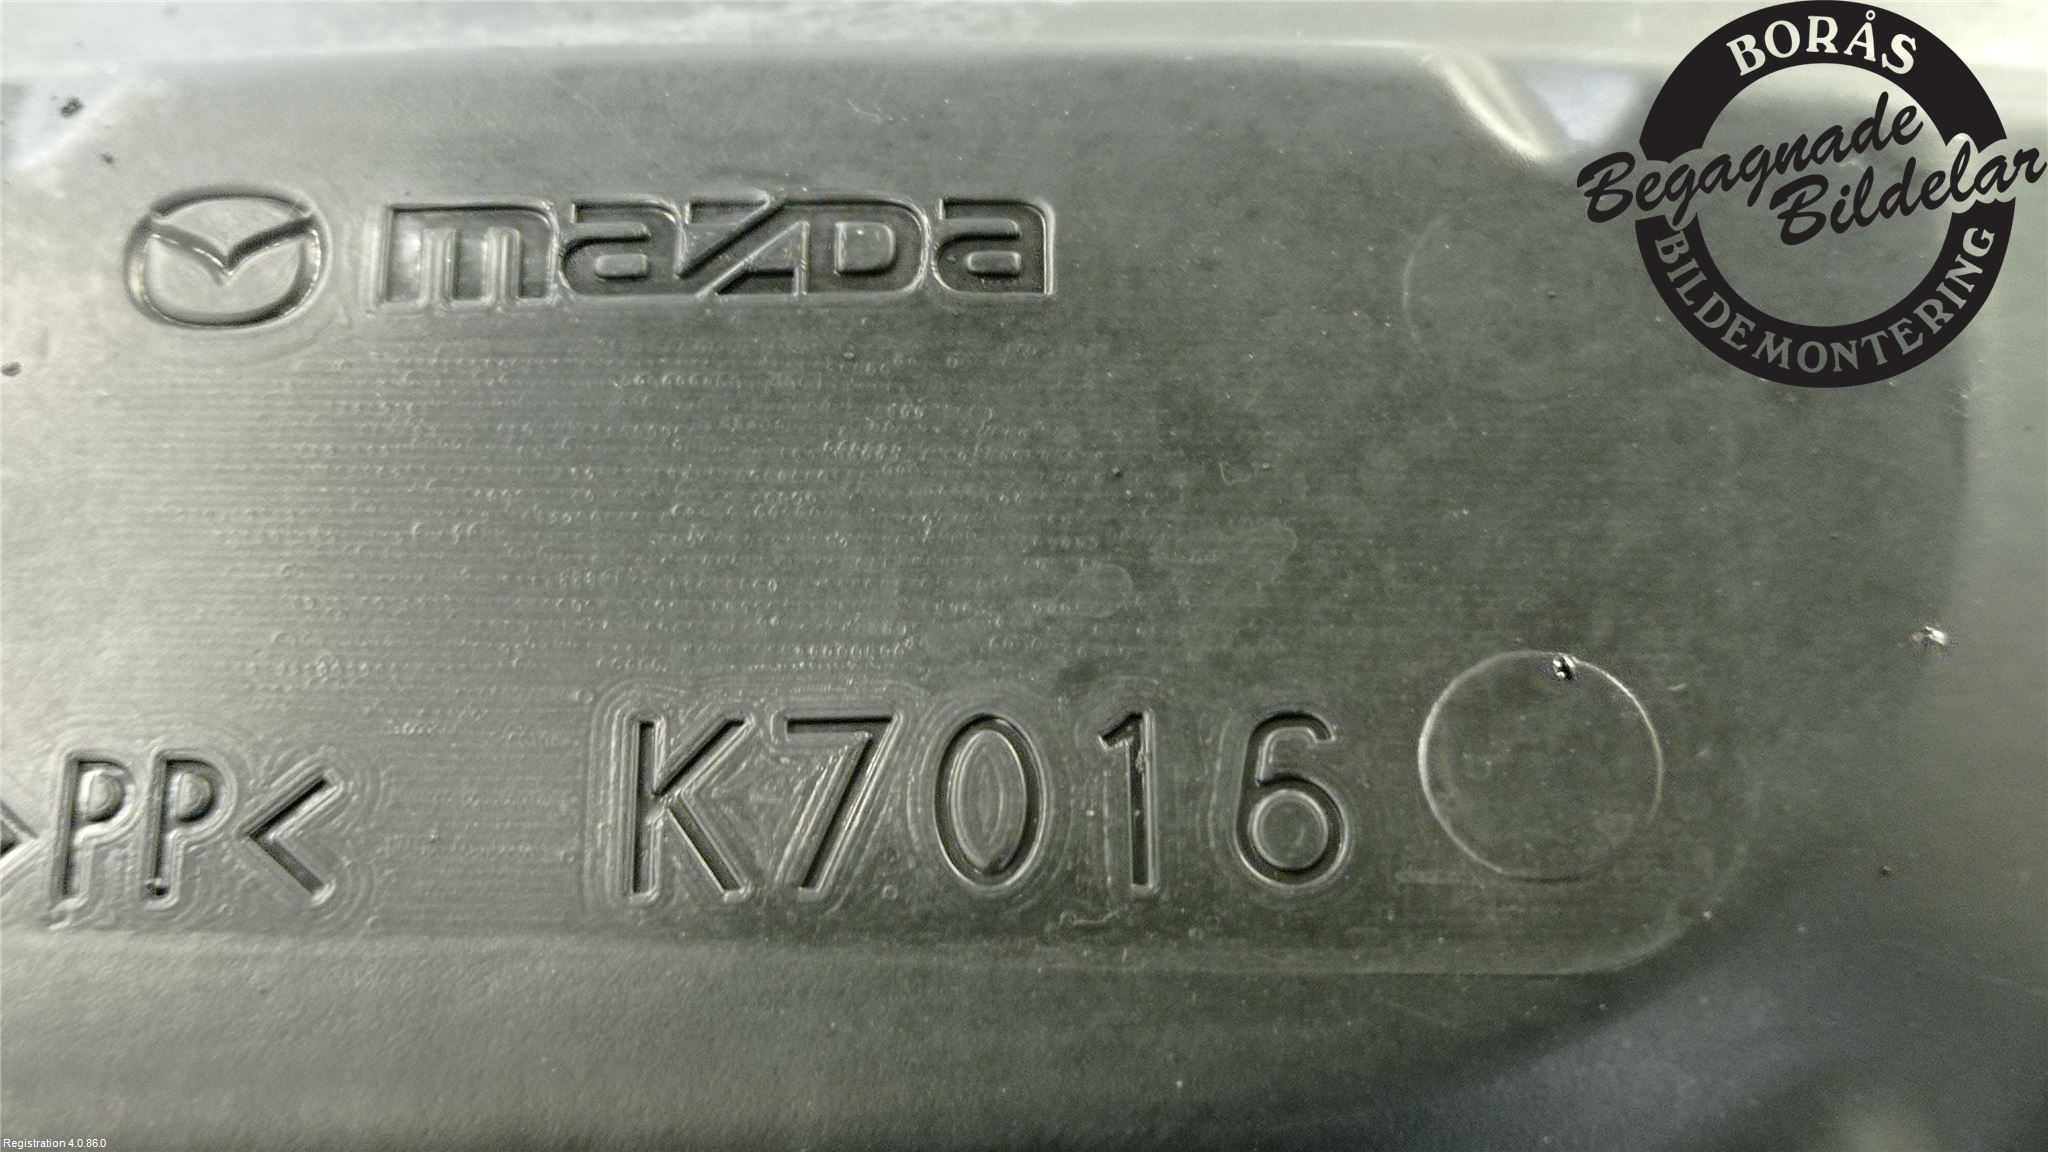 BORÅS
Begagnade
Bildelar
BILDEMONTERING
mazda
>PP<
K7016
Registration 4.0.86.0